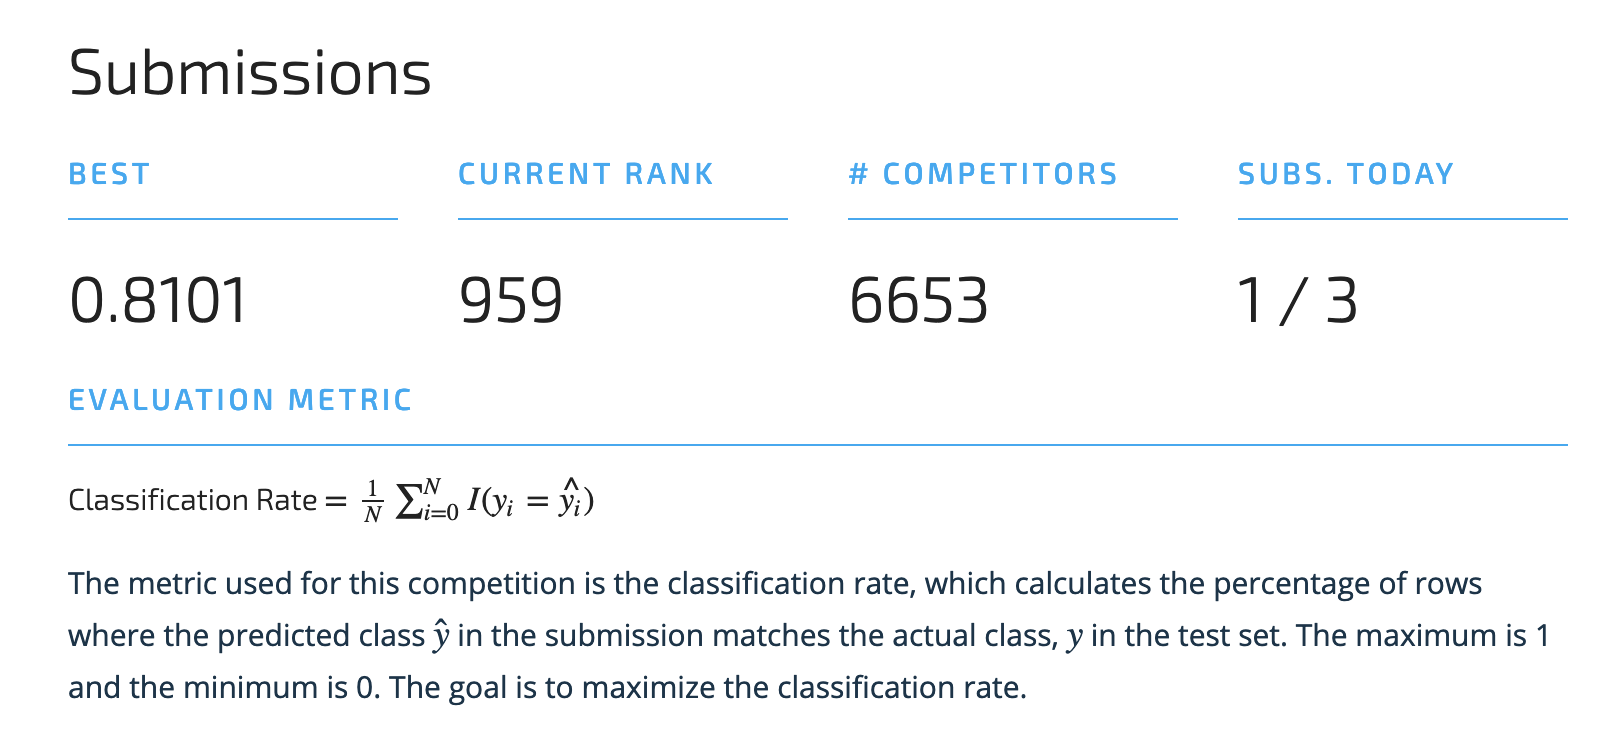 Submissions
BEST CURRENT RANK # COMPETITORS SUBS. TODAY
0.8101 959 6653 1 / 3
EVALUATION METRIC
Classification Rate = \frac{1}{N} \sum_{i=0}^{N} I(y_i = \hat{y_i})
The metric used for this competition is the classification rate, which calculates the percentage of rows
where the predicted class ŷ in the submission matches the actual class, y in the test set. The maximum is 1
and the minimum is 0. The goal is to maximize the classification rate.